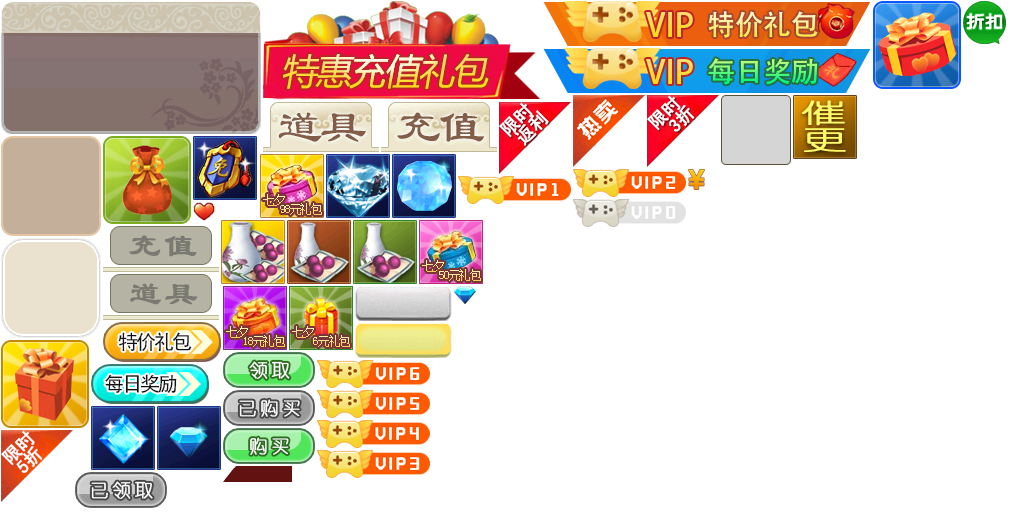 特惠充值礼包
VIP 特价礼包
VIP 每日奖励
折扣
道具
充值
限时
返利
热卖
限时
3折
催
更
免
七夕
98元礼包
VIP1
VIP2
¥
VIP0
充值
七夕
50元礼包
道具
七夕
18元礼包
七夕
6元礼包
特价礼包
每日奖励
领取
VIP6
已购买
VIP5
购买
VIP4
限时
5折
VIP3
已领取